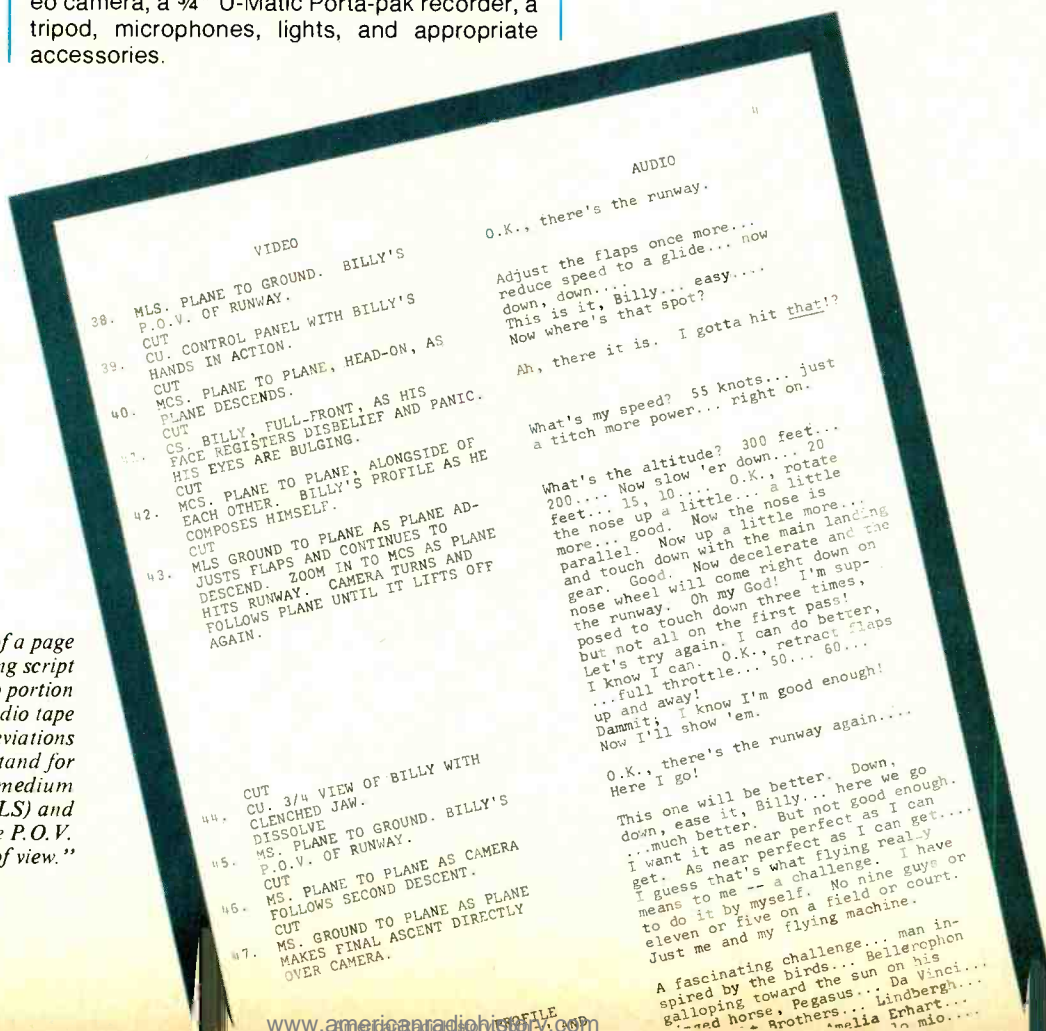 eo camera, a ¾" U-Matic Porta-pak recorder, a
tripod, microphones, lights, and appropriate
accessories.
VIDEO
38. MLS. PLANE TO GROUND. BILLY'S
P.O.V. OF RUNWAY.
CUT
39. CU. CONTROL PANEL WITH BILLY'S
HANDS IN ACTION.
CUT
40. MCS. PLANE TO PLANE, HEAD-ON, AS
PLANE DESCENDS.
CUT
CS. BILLY, FULL-FRONT, AS HIS
FACE REGISTERS DISBELIEF AND PANIC.
HIS EYES ARE BULGING.
CUT
42. MCS. PLANE TO PLANE, ALONGSIDE OF
EACH OTHER. BILLY'S PROFILE AS HE
COMPOSES HIMSELF.
CUT
43. MLS GROUND TO PLANE AS PLANE AD-
JUSTS FLAPS AND CONTINUES TO
DESCEND. ZOOM IN TO MCS AS PLANE
HITS RUNWAY. CAMERA TURNS AND
FOLLOWS PLANE UNTIL IT LIFTS OFF
AGAIN.
CUT
44. CU. 3/4 VIEW OF BILLY WITH
CLENCHED JAW.
DISSOLVE
45. MS. PLANE TO GROUND. BILLY'S
P.O.V. OF RUNWAY.
CUT
46. MS. PLANE TO PLANE AS CAMERA
FOLLOWS SECOND DESCENT.
CUT
47. MS. GROUND TO PLANE AS PLANE
MAKES FINAL ASCENT DIRECTLY
OVER CAMERA.
PROFILE
AUDIO
O.K., there's the runway.
Adjust the flaps once more...
reduce speed to a glide... now
down, down....
This is it, Billy... easy....
Now where's that spot?
Ah, there it is. I gotta hit that!?
What's my speed? 55 knots... just
a titch more power... right on.
What's the altitude? 300 feet...
200.... Now slow 'er down... 20
feet... 15, 10.... O.K., rotate
the nose up a little... a little
more... good. Now the nose is
parallel. Now up a little more...
and touch down with the main landing
gear. Good. Now decelerate and the
nose wheel will come right down on
the runway. Oh my God! I'm sup-
posed to touch down three times,
but not all on the first pass!
Let's try again. I can do better,
I know I can. O.K., retract flaps
...full throttle... 50... 60...
up and away!
Dammit; I know I'm good enough!
Now I'll show 'em.
O.K., there's the runway again....
Here I go!
This one will be better. Down,
down, ease it, Billy... here we go
...much better. But not good enough.
I want it as near perfect as I can
get. As near perfect as I can get....
I guess that's what flying really
means to me -- a challenge. I have
to do it by myself. No nine guys or
eleven or five on a field or court.
Just me and my flying machine.
A fascinating challenge... man in-
spired by the birds... Bellerophon
galloping toward the sun on his
horse, Pegasus... Da Vinci...
Brothers... Lindbergh...
Amelia Erhart...
mio....
of a page
ng script
portion
dio tape
eviations
tand for
medium
LS) and
e P.O.V.
of view."
www.americanradiohistory.com